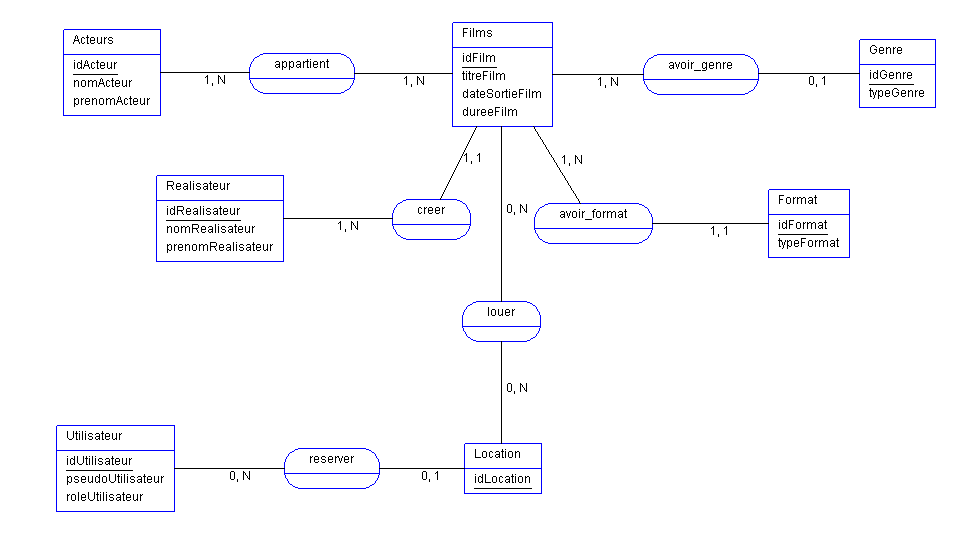 Acteurs
idActeur
nomActeur
prenomActeur
1, N
appartient
1, N
Films
idFilm
titreFilm
dateSortieFilm
dureeFilm
1, N
avoir_genre
0, 1
Genre
idGenre
typeGenre
1, 1
1, N
Realisateur
idRealisateur
nomRealisateur
prenomRealisateur
1, N
creer
0, N
avoir_format
1, 1
Format
idFormat
typeFormat
louer
0, N
Utilisateur
idUtilisateur
pseudoUtilisateur
roleUtilisateur
0, N
reserver
0, 1
Location
idLocation